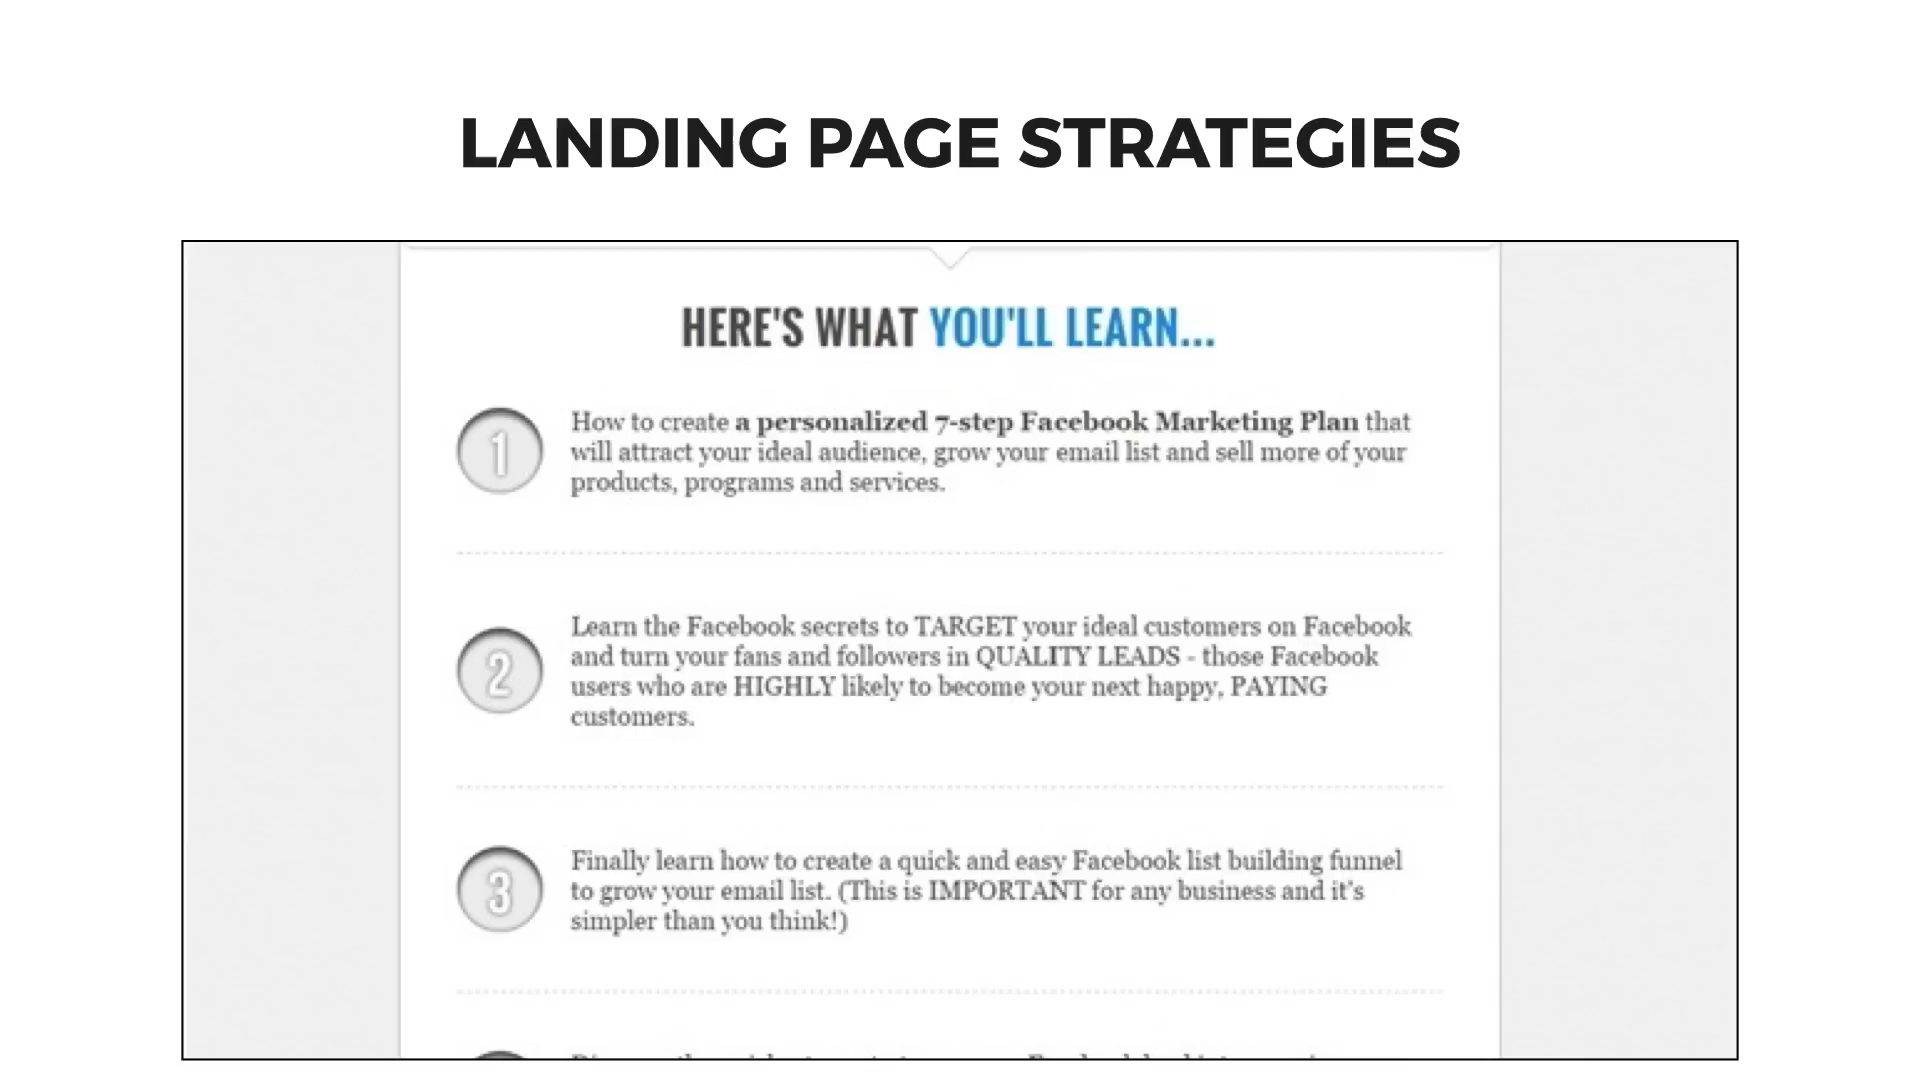 LANDING PAGE STRATEGIES
HERE'S WHAT YOU'LL LEARN...
1
How to create a personalized 7-step Facebook Marketing Plan that
will attract your ideal audience, grow your email list and sell more of your
products, programs and services.
2
Learn the Facebook secrets to TARGET your ideal customers on Facebook
and turn your fans and followers in QUALITY LEADS - those Facebook
users who are HIGHLY likely to become your next happy, PAYING
customers.
3
Finally learn how to create a quick and easy Facebook list building funnel
to grow your email list. (This is IMPORTANT for any business and it's
simpler than you think!)